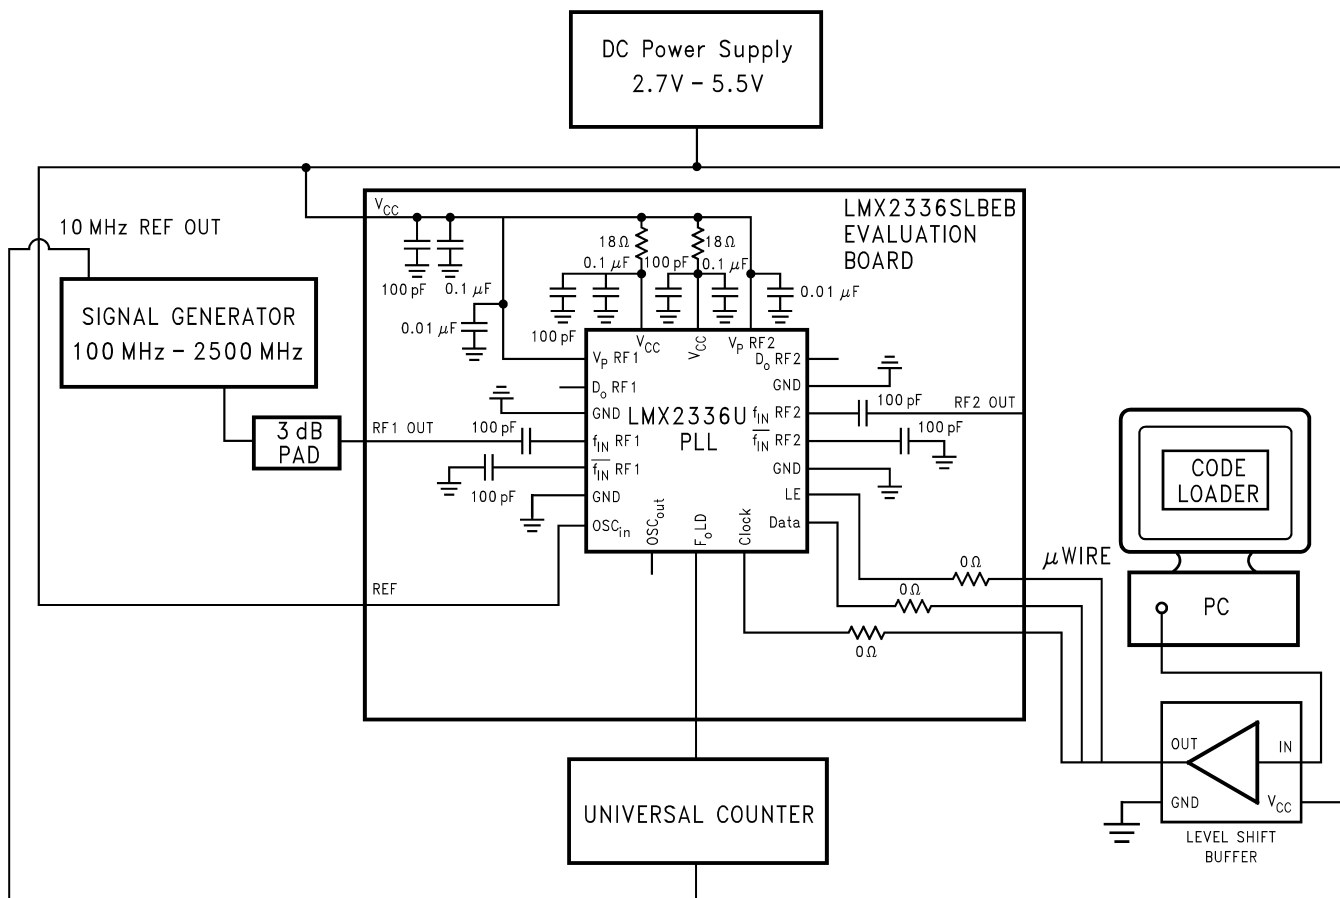 DC Power Supply
2.7V – 5.5V
10 MHz REF OUT
SIGNAL GENERATOR
100 MHz – 2500 MHz
3 dB
PAD
LMX2336SLBEB
EVALUATION
BOARD
V_CC
100 pF
0.1 μF
0.01 μF
18Ω
18Ω
0.1 μF
100 pF
0.1 μF
0.01 μF
100 pF
V_CC
V_CC
V_P RF2
V_P RF1
D_o RF1
GND
f_IN RF1
f̅_I̅N̅ RF1
GND
OSC_in
LMX2336U
PLL
D_o RF2
GND
f_IN RF2
f̅_I̅N̅ RF2
GND
LE
Data
OSC_out
F_oLD
Clock
RF1 OUT
100 pF
100 pF
REF
100 pF
RF2 OUT
100 pF
0Ω
0Ω
0Ω
μWIRE
CODE
LOADER
PC
OUT
IN
GND
V_CC
LEVEL SHIFT
BUFFER
UNIVERSAL COUNTER